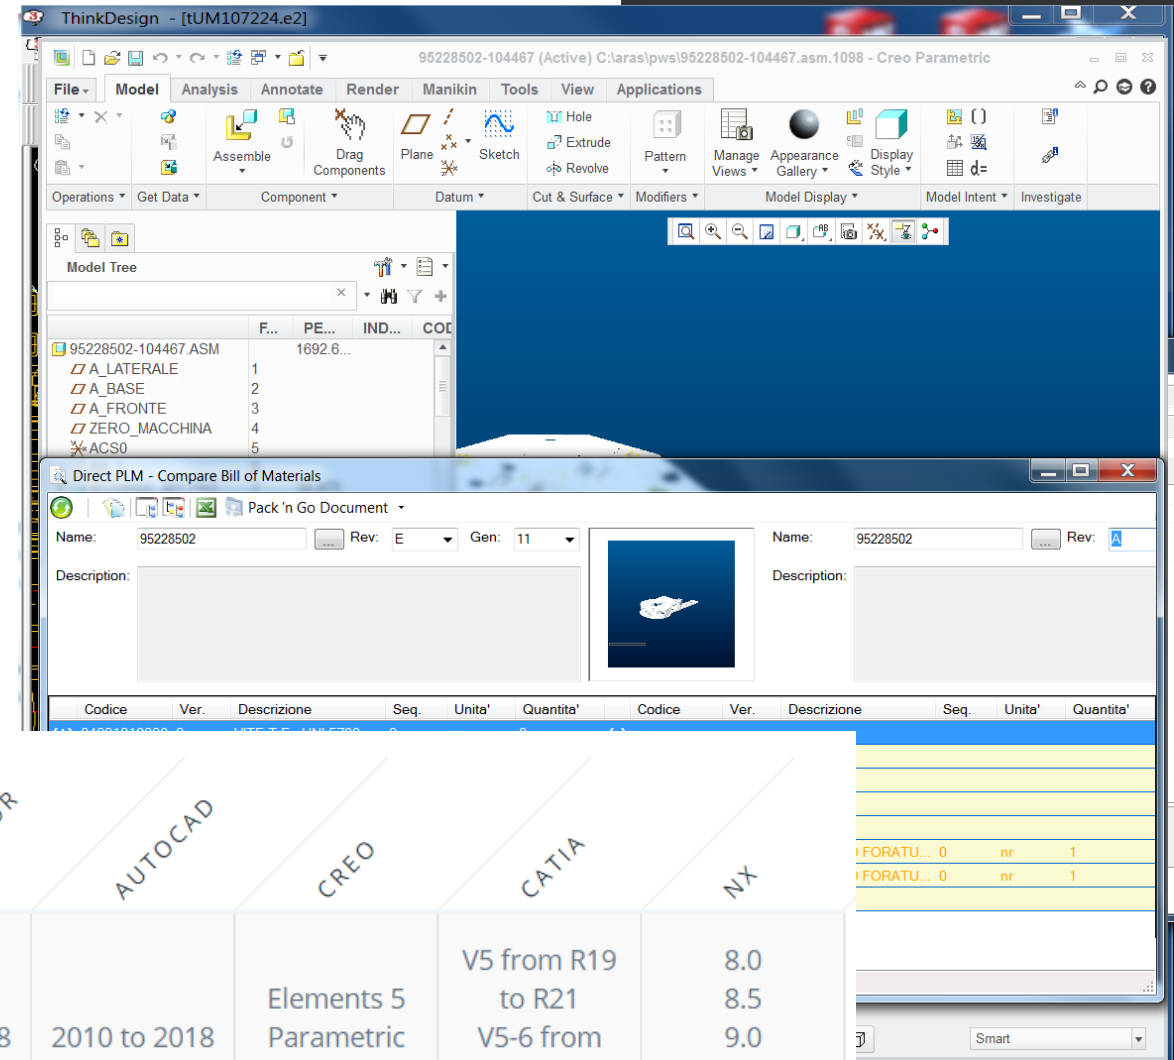 ThinkDesign - [tUM107224.e2]
95228502-104467 (Active) C:\aras\pws\95228502-104467.asm.1098 - Creo Parametric
File Model Analysis Annotate Render Manikin Tools View Applications
Assemble
Drag
Components
Plane
Sketch
Hole
Extrude
Revolve
Pattern
Manage
Views
Appearance
Gallery
Display
Style
d=
Operations Get Data Component Datum Cut & Surface Modifiers Model Display Model Intent Investigate
Model Tree
F... PE... IND... COD
95228502-104467.ASM 1692.6...
A_LATERALE 1
A_BASE 2
A_FRONTE 3
ZERO_MACCHINA 4
ACS0 5
Direct PLM - Compare Bill of Materials
Pack 'n Go Document
Name: 95228502 ... Rev: E Gen: 11 Name: 95228502 ... Rev: A
Description: Description:
Codice Ver. Descrizione Seq. Unita' Quantita' Codice Ver. Descrizione Seq. Unita' Quantita'
FORATU... 0 nr 1
FORATU... 0 nr 1
AUTOCAD CREO CATIA NX
V5 from R19 8.0
Elements 5 to R21 8.5
8 2010 to 2018 Parametric V5-6 from 9.0
Smart